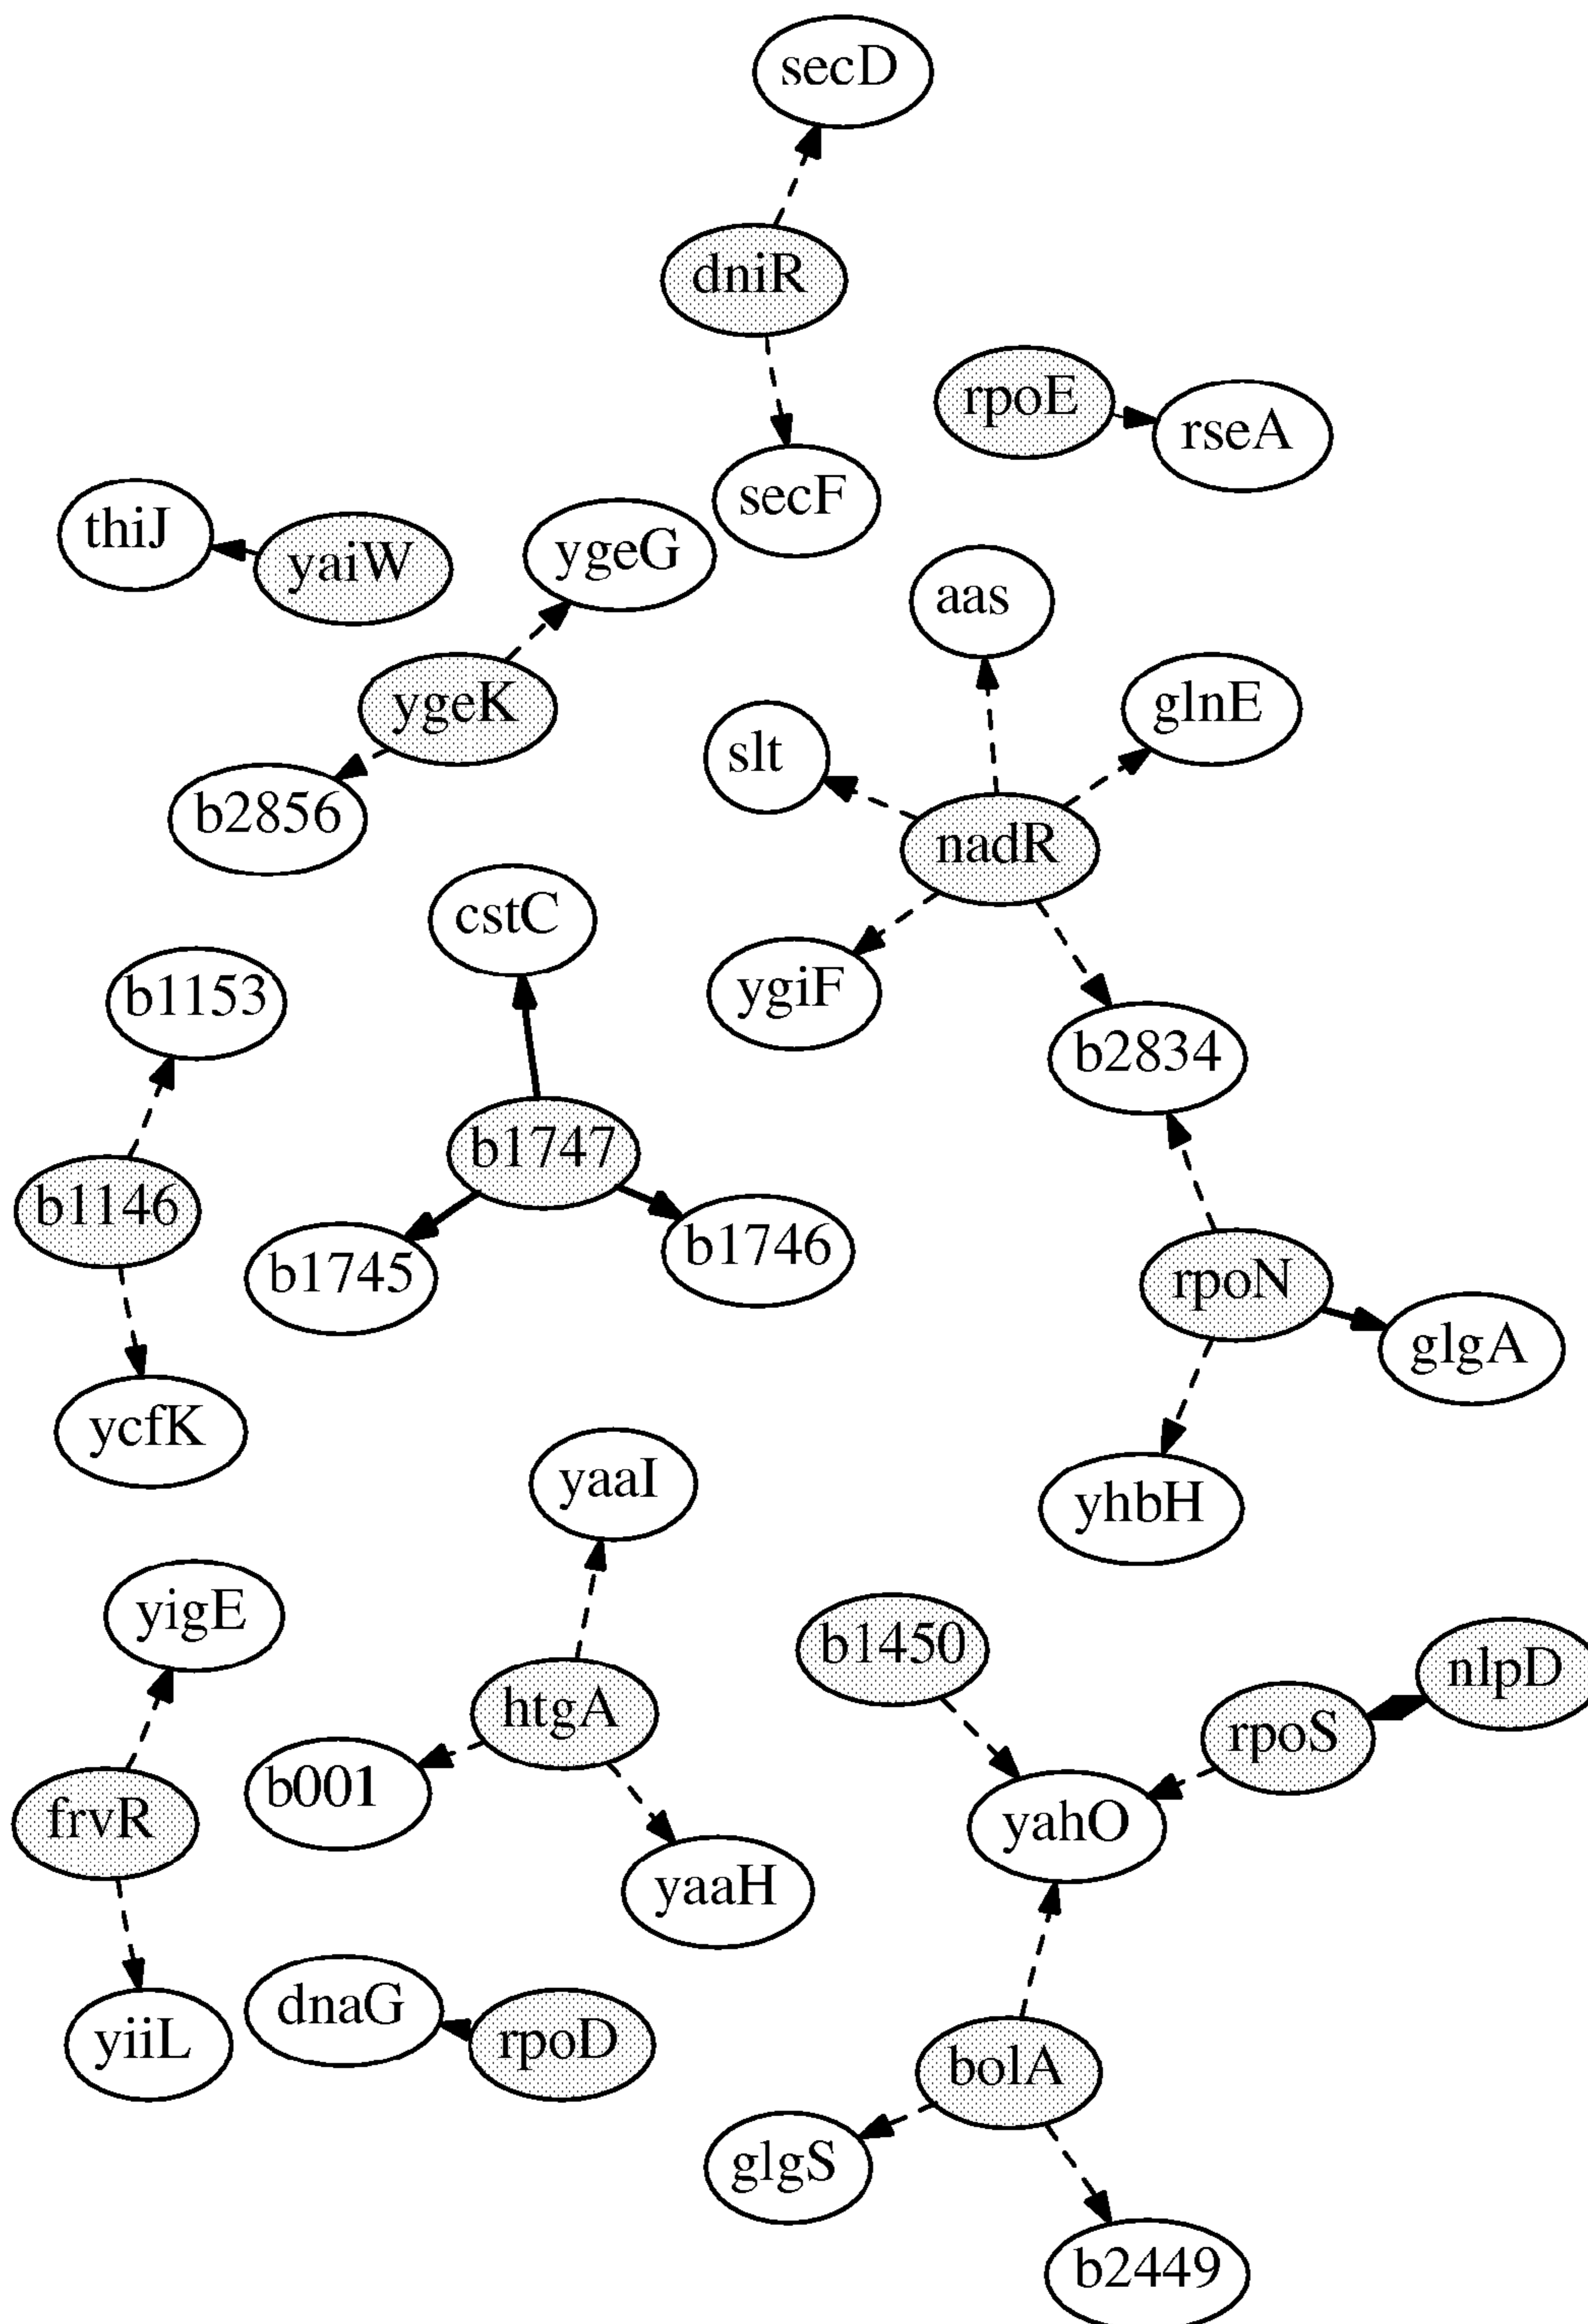 secD
dniR
rpoE
rseA
secF
thiJ
yaiW
ygeG
aas
ygeK
glnE
slt
b2856
nadR
cstC
ygiF
b1153
b2834
b1747
b1146
b1746
b1745
rpoN
glgA
ycfK
yaaI
yhbH
yigE
b1450
nlpD
htgA
rpoS
b001
frvR
yahO
yaaH
dnaG
rpoD
yiiL
bolA
glgS
b2449